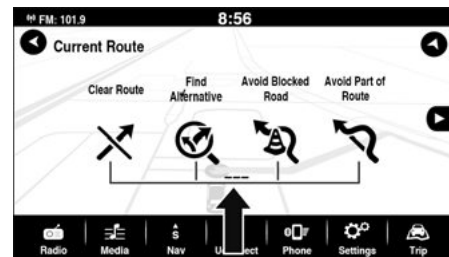 FM: 101.9
8:56
Current Route
Clear Route
Find Alternative
Avoid Blocked Road
Avoid Part of Route
Radio
Media
S
Nav
Phone
Settings
Trip